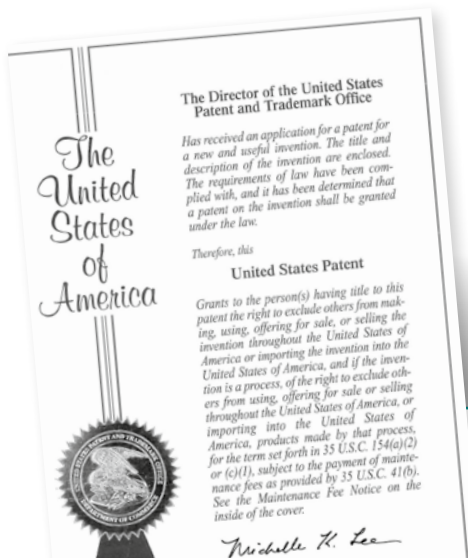 The
United
States
of
America
The Director of the United States
Patent and Trademark Office
Has received an application for a patent for
a new and useful invention. The title and
description of the invention are enclosed.
The requirements of law have been com-
plied with, and it has been determined that
a patent on the invention shall be granted
under the law.
Therefore, this
United States Patent
Grants to the person(s) having title to this
patent the right to exclude others from mak-
ing, using, offering for sale, or selling the
invention throughout the United States of
America or importing the invention into the
United States of America, and if the inven-
tion is a process, of the right to exclude oth-
ers from using, offering for sale or selling
throughout the United States of America, or
importing into the United States of
America, products made by that process,
for the term set forth in 35 U.S.C. 154(a)(2)
or (c)(1), subject to the payment of mainte-
nance fees as provided by 35 U.S.C. 41(b).
See the Maintenance Fee Notice on the
inside of the cover.
Michelle K. Lee
UNITED STATES PATENT AND TRADEMARK OFFICE
DEPARTMENT OF COMMERCE